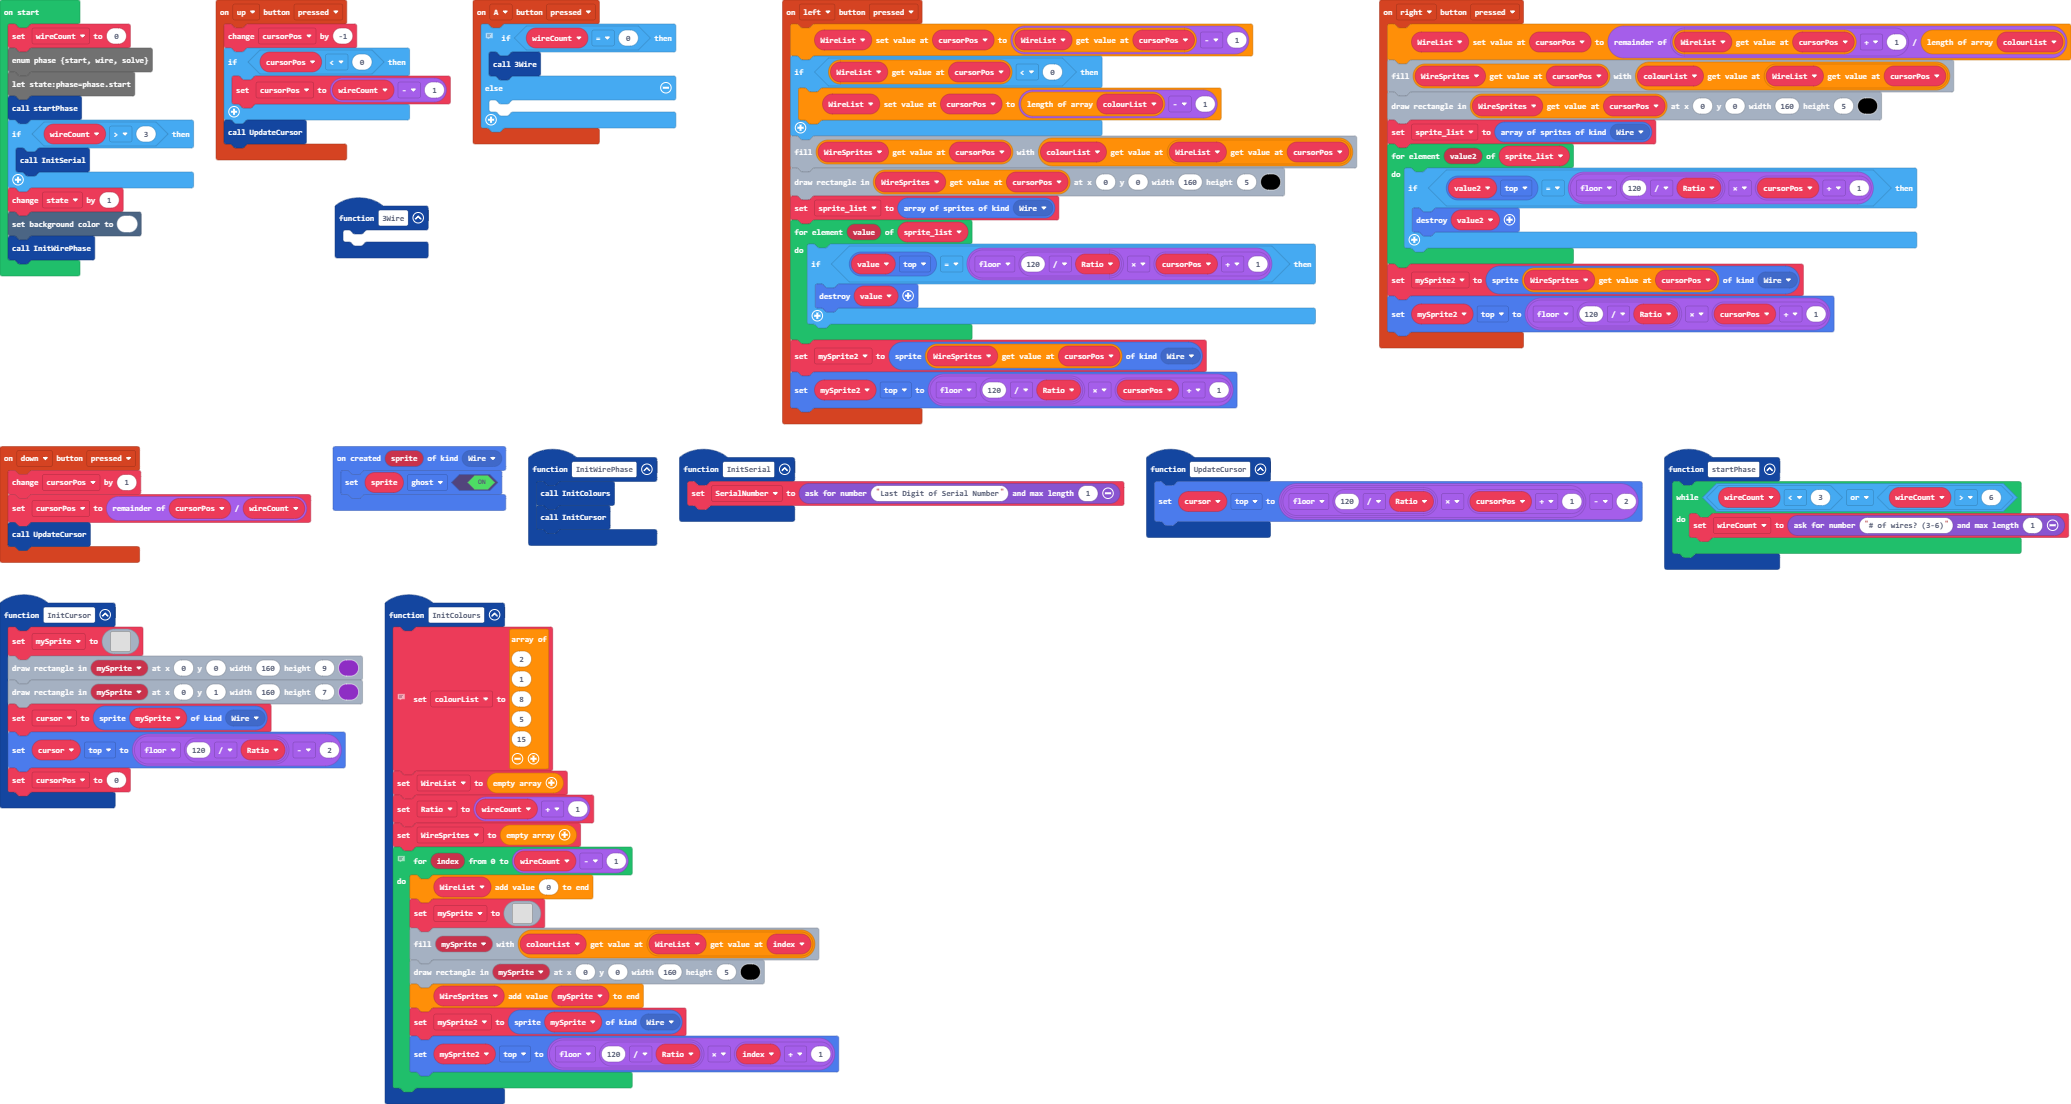 on start
set wireCount to 0
enum phase {start, wire, solve}
let state:phase=phase.start
call startPhase
if wireCount > 3 then
call InitSerial
change state by 1
set background color to
call InitWirePhase
on up button pressed
change cursorPos by -1
if cursorPos < 0 then
set cursorPos to wireCount - 1
call UpdateCursor
on A button pressed
if wireCount = 0 then
call 3Wire
else
function 3Wire
on left button pressed
WireList set value at cursorPos to WireList get value at cursorPos - 1
if WireList get value at cursorPos < 0 then
WireList set value at cursorPos to length of array colourList - 1
fill WireSprites get value at cursorPos with colourList get value at WireList get value at cursorPos
draw rectangle in WireSprites get value at cursorPos at x 0 y 0 width 160 height 5
set sprite_list to array of sprites of kind Wire
for element value of sprite_list
do
if value top = floor 120 / Ratio × cursorPos + 1 then
destroy value
set mySprite2 to sprite WireSprites get value at cursorPos of kind Wire
set mySprite2 top to floor 120 / Ratio × cursorPos + 1
on right button pressed
WireList set value at cursorPos to remainder of WireList get value at cursorPos + 1 / length of array colourList
fill WireSprites get value at cursorPos with colourList get value at WireList get value at cursorPos
draw rectangle in WireSprites get value at cursorPos at x 0 y 0 width 160 height 5
set sprite_list to array of sprites of kind Wire
for element value2 of sprite_list
do
if value2 top = floor 120 / Ratio × cursorPos + 1 then
destroy value2
set mySprite2 to sprite WireSprites get value at cursorPos of kind Wire
set mySprite2 top to floor 120 / Ratio × cursorPos + 1
on down button pressed
change cursorPos by 1
set cursorPos to remainder of cursorPos / wireCount
call UpdateCursor
on created sprite of kind Wire
set sprite ghost ON
function InitWirePhase
call InitColours
call InitCursor
function InitSerial
set SerialNumber to ask for number "Last Digit of Serial Number" and max length 1
function UpdateCursor
set cursor top to floor 120 / Ratio × cursorPos + 1 - 2
function startPhase
while wireCount < 3 or wireCount > 6
do set wireCount to ask for number "# of wires? (3-6)" and max length 1
function InitCursor
set mySprite to
draw rectangle in mySprite at x 0 y 0 width 160 height 9
draw rectangle in mySprite at x 0 y 1 width 160 height 7
set cursor to sprite mySprite of kind Wire
set cursor top to floor 120 / Ratio - 2
set cursorPos to 0
function InitColours
set colourList to array of
2
1
8
5
15
set WireList to empty array
set Ratio to wireCount + 1
set WireSprites to empty array
for index from 0 to wireCount - 1
do
WireList add value 0 to end
set mySprite to
fill mySprite with colourList get value at WireList get value at index
draw rectangle in mySprite at x 0 y 0 width 160 height 5
WireSprites add value mySprite to end
set mySprite2 to sprite mySprite of kind Wire
set mySprite2 top to floor 120 / Ratio × index + 1